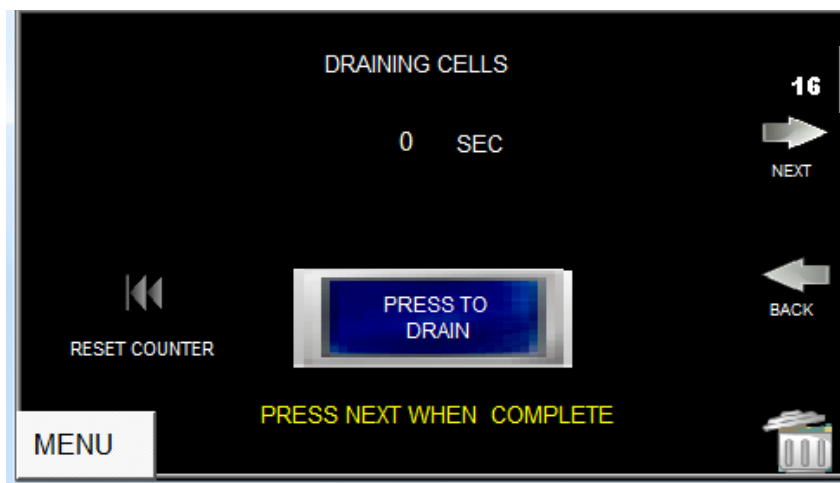 DRAINING CELLS
16
0 SEC
NEXT
PRESS TO
DRAIN
BACK
RESET COUNTER
PRESS NEXT WHEN COMPLETE
MENU